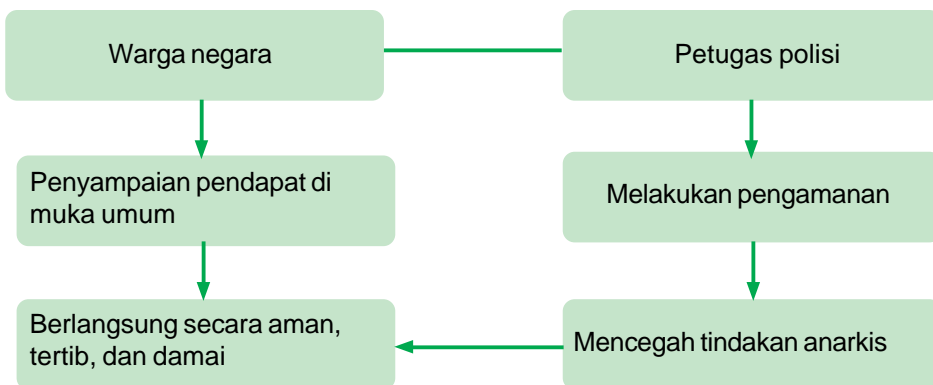 Warga negara
Petugas polisi
Penyampaian pendapat di
muka umum
Melakukan pengamanan
Berlangsung secara aman,
tertib, dan damai
Mencegah tindakan anarkis